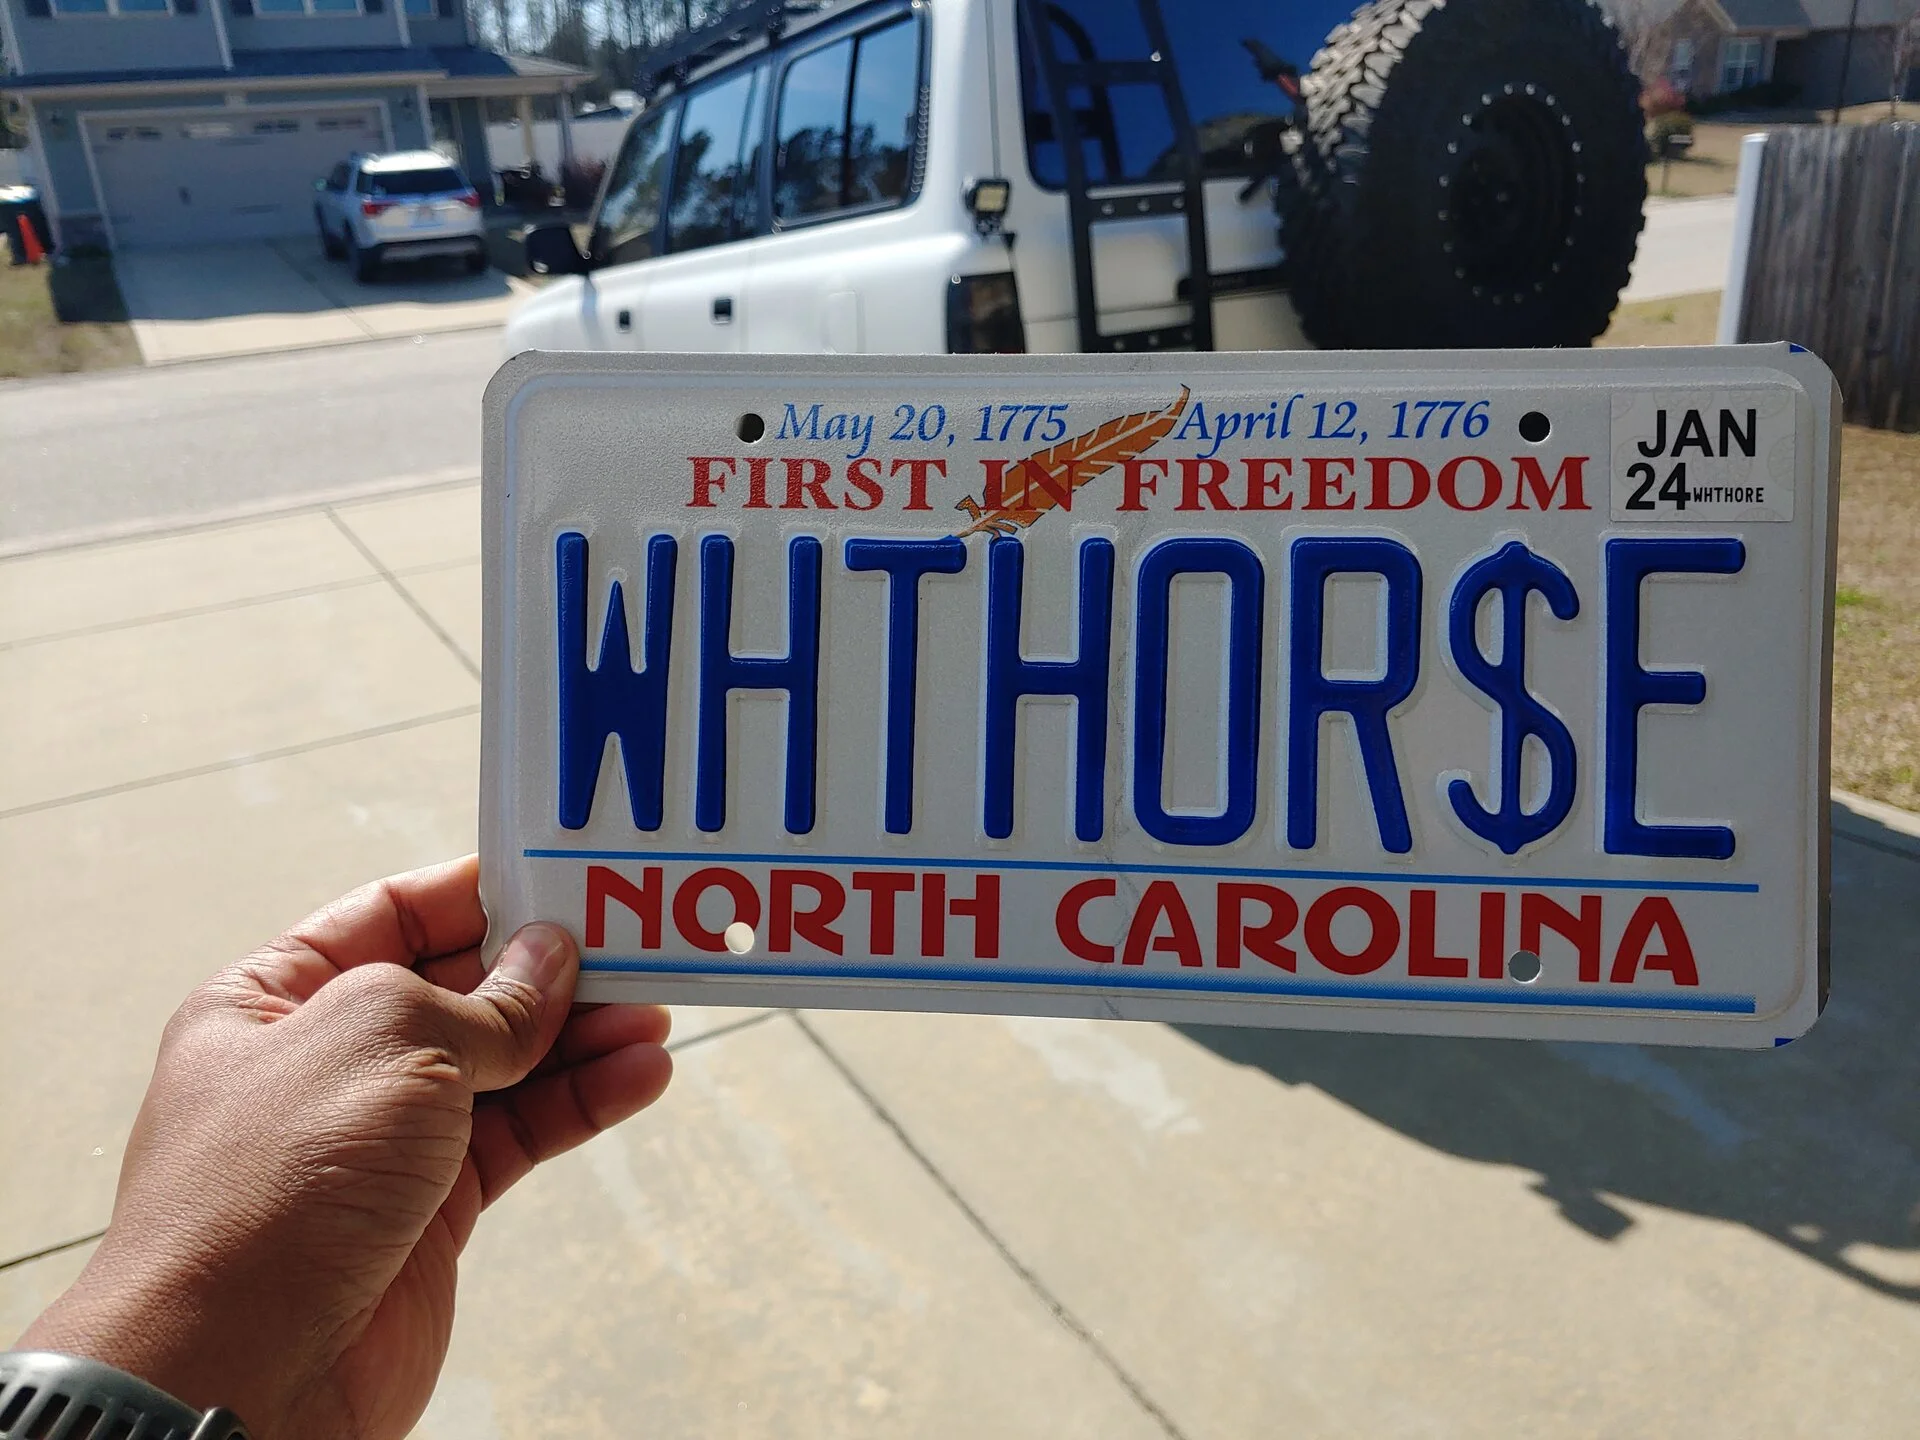 May 20, 1775 April 12, 1776
FIRST IN FREEDOM
JAN
24 WHTHORE
WHTHOR$E
NORTH CAROLINA